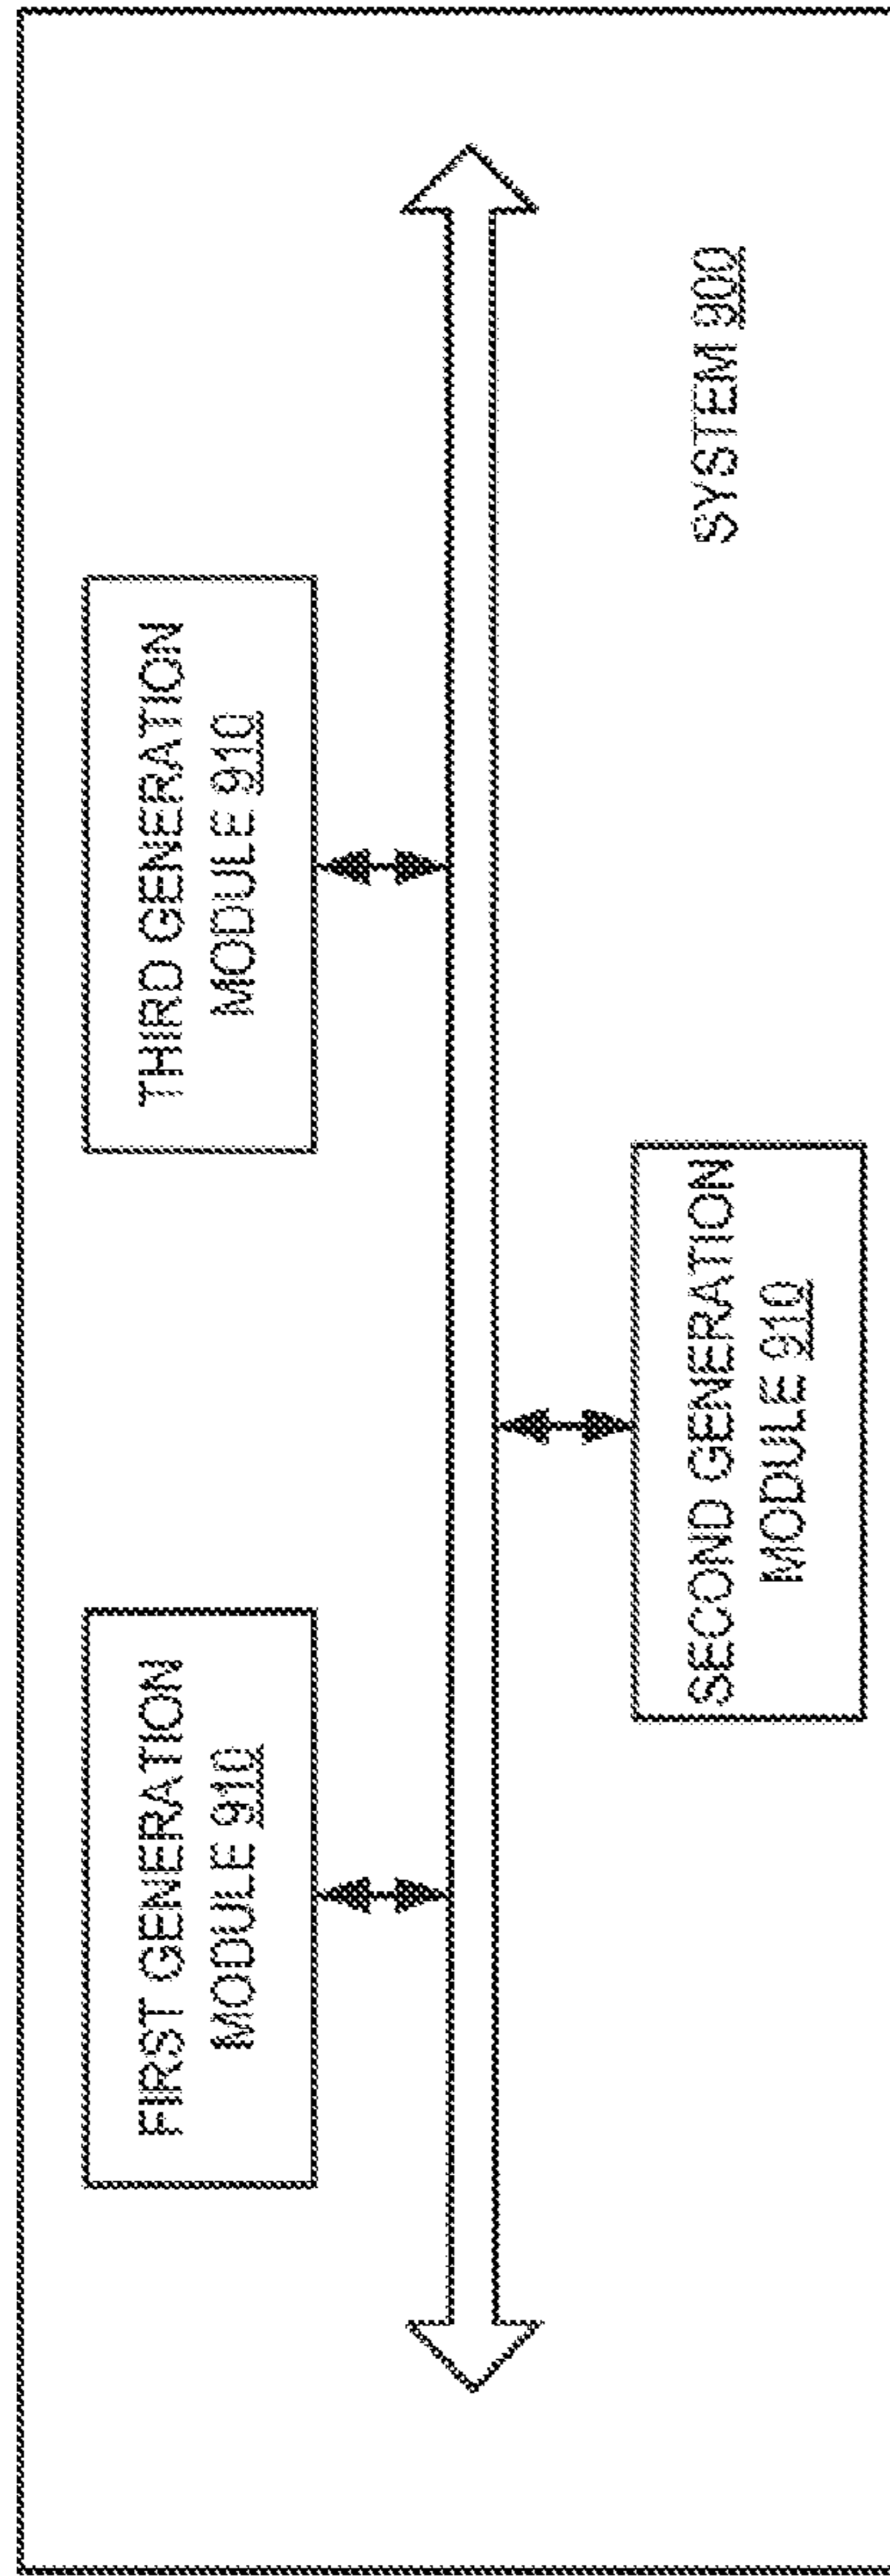 FIRST GENERATION
MODULE 910
THIRD GENERATION
MODULE 910
SECOND GENERATION
MODULE 910
SYSTEM 900